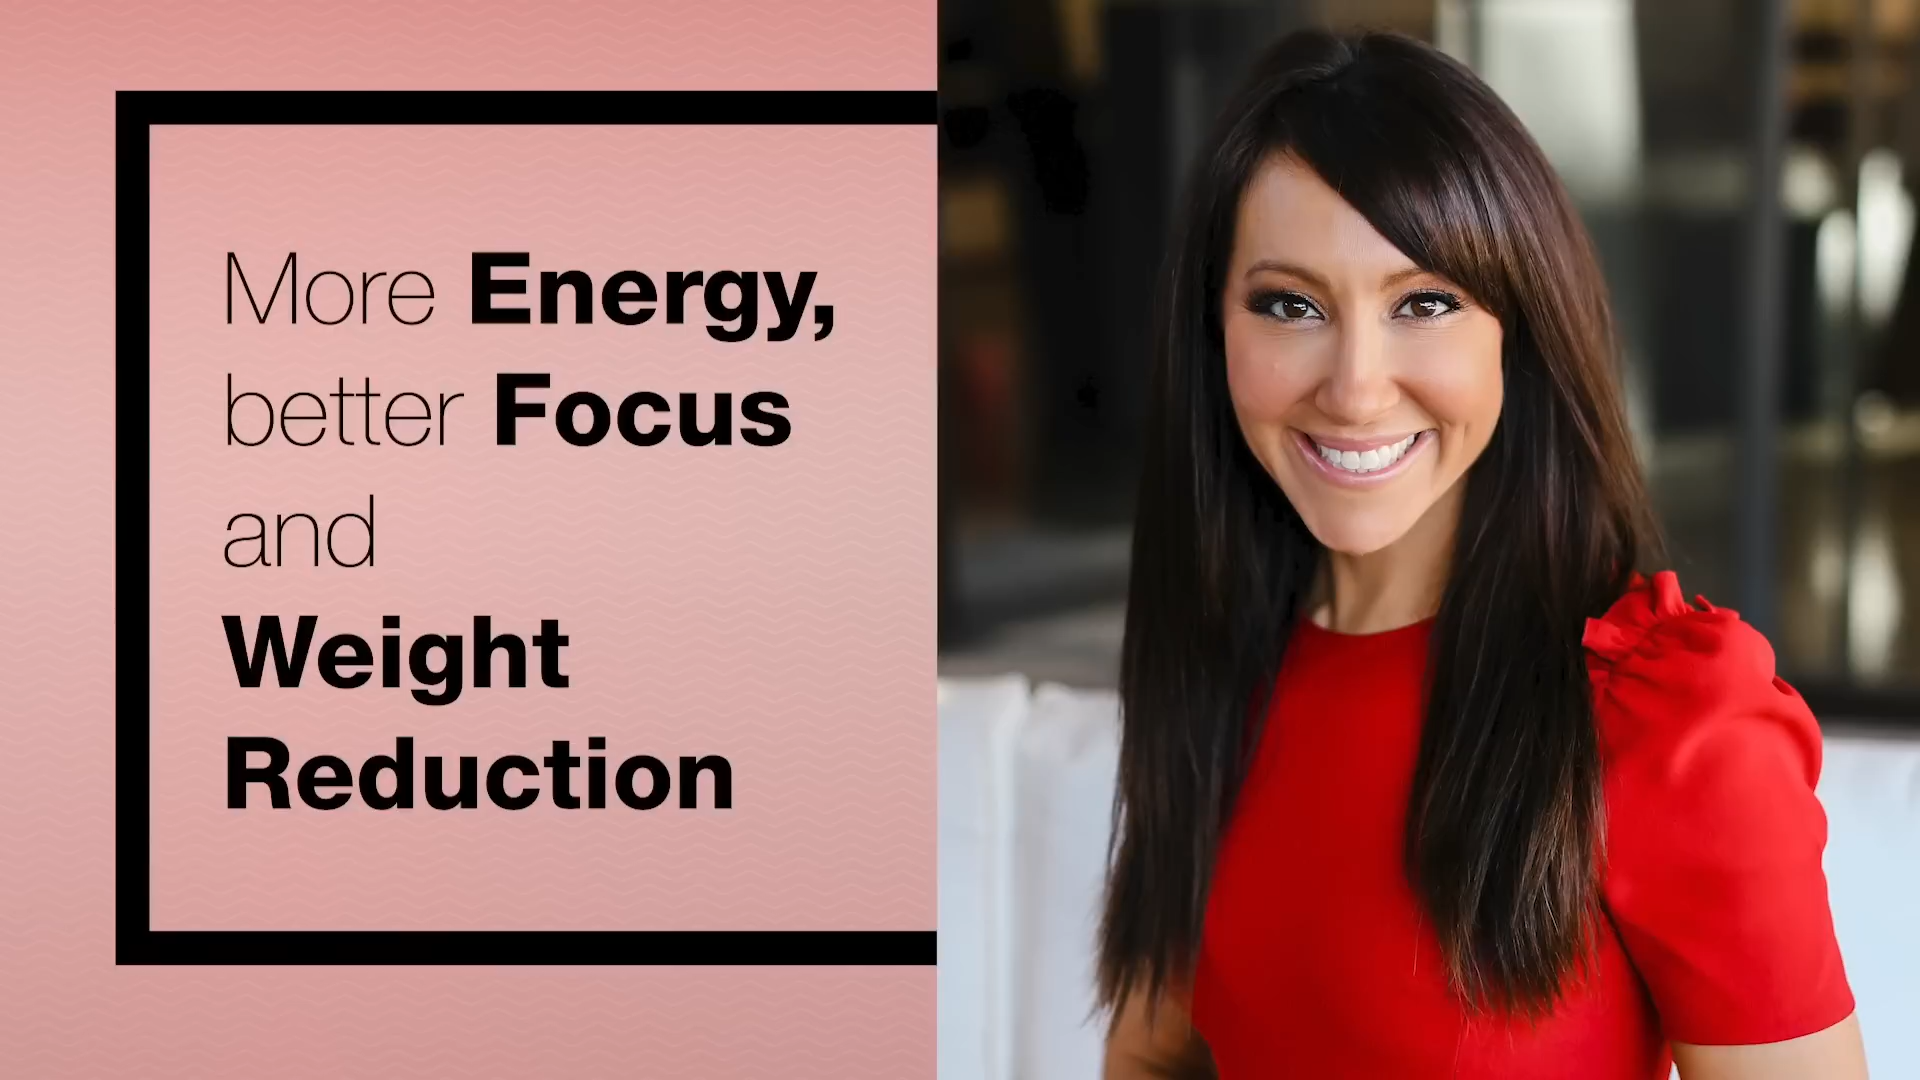 More Energy,
better Focus
and
Weight
Reduction